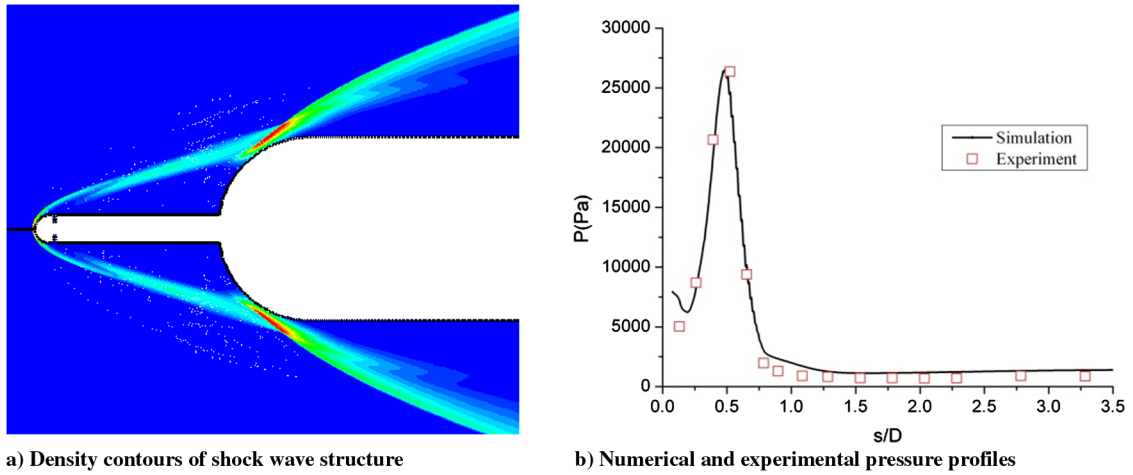 30000
25000
20000
15000
10000
5000
0
P(Pa)
Simulation
Experiment
0.0 0.5 1.0 1.5 2.0 2.5 3.0 3.5
s/D
a) Density contours of shock wave structure
b) Numerical and experimental pressure profiles